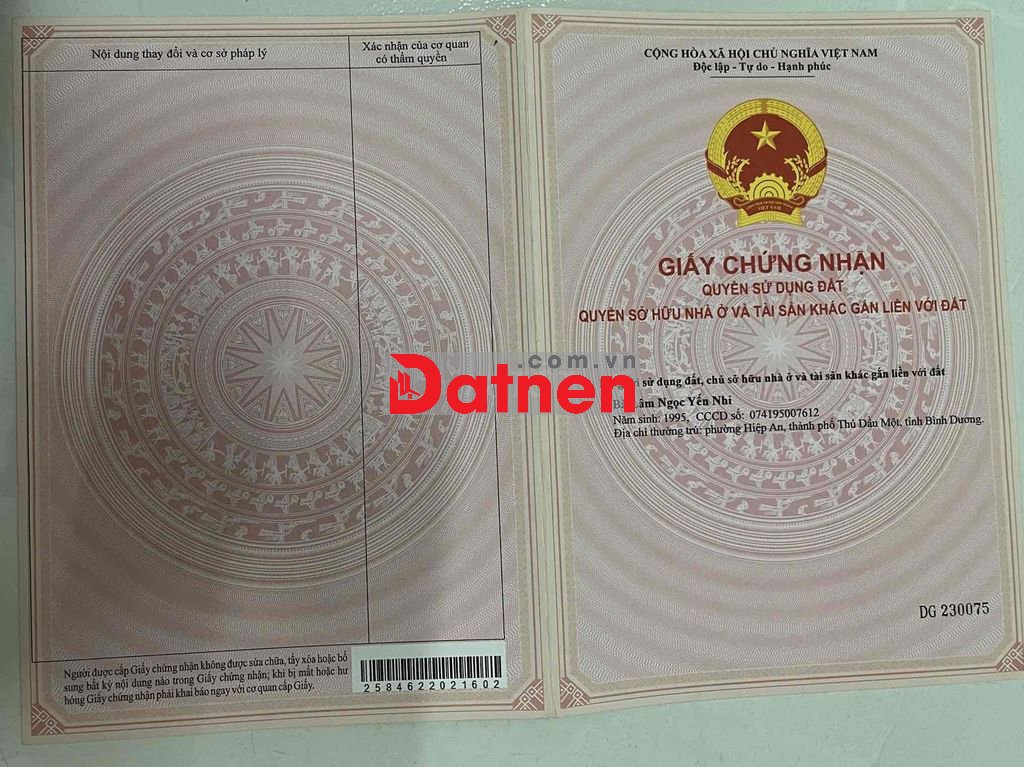 Nội dung thay đổi và cơ sở pháp lý
Xác nhận của cơ quan
có thẩm quyền
Người được cấp Giấy chứng nhận không được sửa chữa, tẩy xóa hoặc bổ
sung bất kỳ nội dung nào trong Giấy chứng nhận; khi bị mất hoặc hư
hỏng Giấy chứng nhận phải khai báo ngay với cơ quan cấp Giấy.
2584622021602
CỘNG HÒA XÃ HỘI CHỦ NGHĨA VIỆT NAM
Độc lập - Tự do - Hạnh phúc
VIỆT NAM
GIẤY CHỨNG NHẬN
QUYỀN SỬ DỤNG ĐẤT
QUYỀN SỞ HỮU NHÀ Ở VÀ TÀI SẢN KHÁC GẮN LIỀN VỚI ĐẤT
.com.vn
Datnen
sử dụng đất, chủ sở hữu nhà ở và tài sản khác gắn liền với đất
Lâm Ngọc Yến Nhi
Năm sinh: 1995, CCCD số: 074195007612
Địa chỉ thường trú: phường Hiệp An, thành phố Thủ Dầu Một, tỉnh Bình Dương.
DG 230075